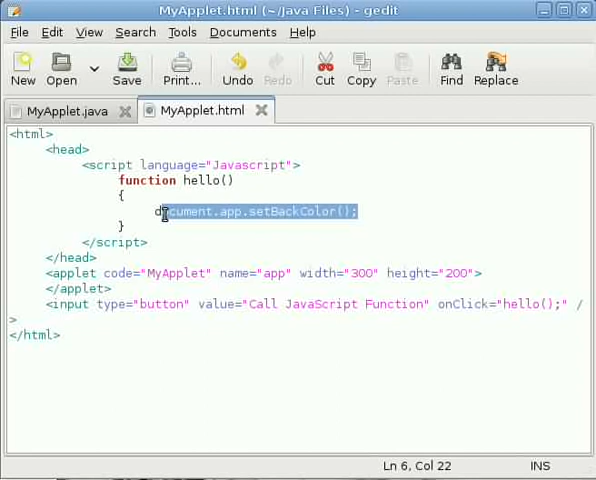 MyApplet.html (~/Java Files) - gedit
File Edit View Search Tools Documents Help
New Open Save Print... Undo Redo Cut Copy Paste Find Replace
MyApplet.java MyApplet.html
<html>
<head>
<script language="Javascript">
function hello()
{
document.app.setBackColor();
}
</script>
</head>
<applet code="MyApplet" name="app" width="300" height="200">
</applet>
<input type="button" value="Call JavaScript Function" onClick="hello();" /
>
</html>
Ln 6, Col 22 INS